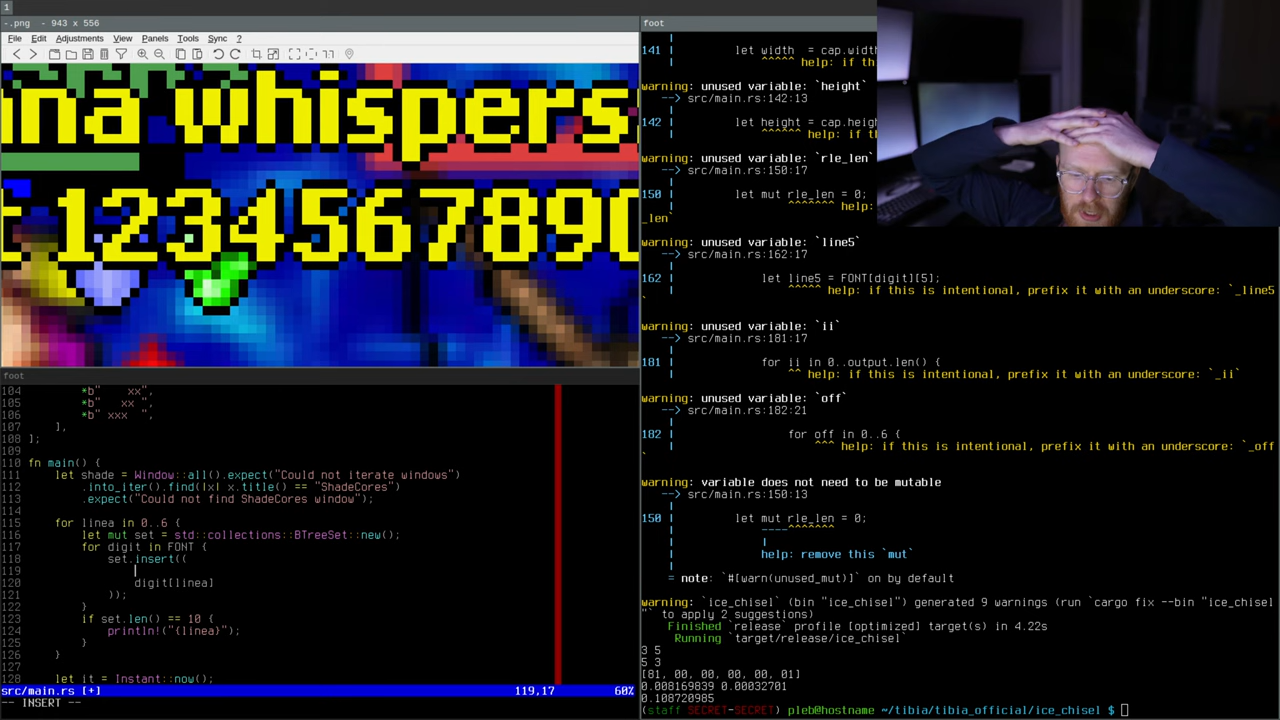 1
-.png - 943 x 556
File Edit Adjustments Panels Tools Sync ?
nna whispers
1234567890
foot
104 *b" xx",
105 *b" xx ",
106 *b" xxx ",
107 ],
108 ];
109
110 fn main() {
111 let shade = Window::all().expect("Could not iterate windows")
112 .into_iter().find(|x| x.title() == "ShadeCores")
113 .expect("Could not find ShadeCores window");
114
115 for linea in 0..6 {
116 let mut set = std::collections::BTreeSet::new();
117 for digit in FONT {
118 set.insert((
119
120 digit[linea]
121 ));
122 }
123 if set.len() == 10 {
124 println!("{linea}");
125 }
126 }
127
128 let it = Instant::now();
src/main.rs [+] 119,17 60%
-- INSERT --
foot
141 let width = cap.width
^^^^^ help: if th
warning: unused variable: `height`
--> src/main.rs:142:13
142 let height = cap.heigh
^^^^^^ help: if t
warning: unused variable: `rle_len`
--> src/main.rs:150:17
150 let mut rle_len = 0;
^^^^^^^ help:
_len`
warning: unused variable: `line5`
--> src/main.rs:162:17
162 let line5 = FONT[digit][5];
^^^^^ help: if this is intentional, prefix it with an underscore: `_line5
`
warning: unused variable: `ii`
--> src/main.rs:181:17
181 for ii in 0..output.len() {
^^ help: if this is intentional, prefix it with an underscore: `_ii`
warning: unused variable: `off`
--> src/main.rs:182:21
182 for off in 0..6 {
^^^ help: if this is intentional, prefix it with an underscore: `_off
`
warning: variable does not need to be mutable
--> src/main.rs:150:13
150 let mut rle_len = 0;
----^^^^^^^
|
help: remove this `mut`
= note: `#[warn(unused_mut)]` on by default
warning: `ice_chisel` (bin "ice_chisel") generated 9 warnings (run `cargo fix --bin "ice_chisel
"` to apply 2 suggestions)
Finished `release` profile [optimized] target(s) in 4.22s
Running `target/release/ice_chisel`
3 5
5 3
[81, 00, 00, 00, 00, 01]
0.008169839 0.00032701
0.108720985
(staff SECRET-SECRET) pleb@hostname ~/tibia/tibia_official/ice_chisel $